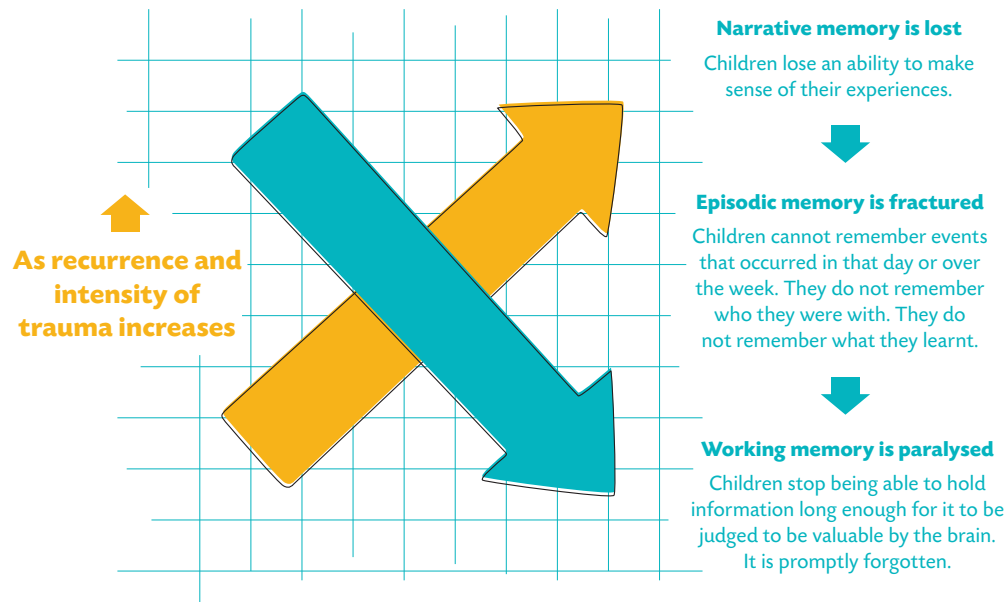 As recurrence and
intensity of
trauma increases
Narrative memory is lost
Children lose an ability to make
sense of their experiences.
Episodic memory is fractured
Children cannot remember events
that occurred in that day or over
the week. They do not remember
who they were with. They do
not remember what they learnt.
Working memory is paralysed
Children stop being able to hold
information long enough for it to be
judged to be valuable by the brain.
It is promptly forgotten.